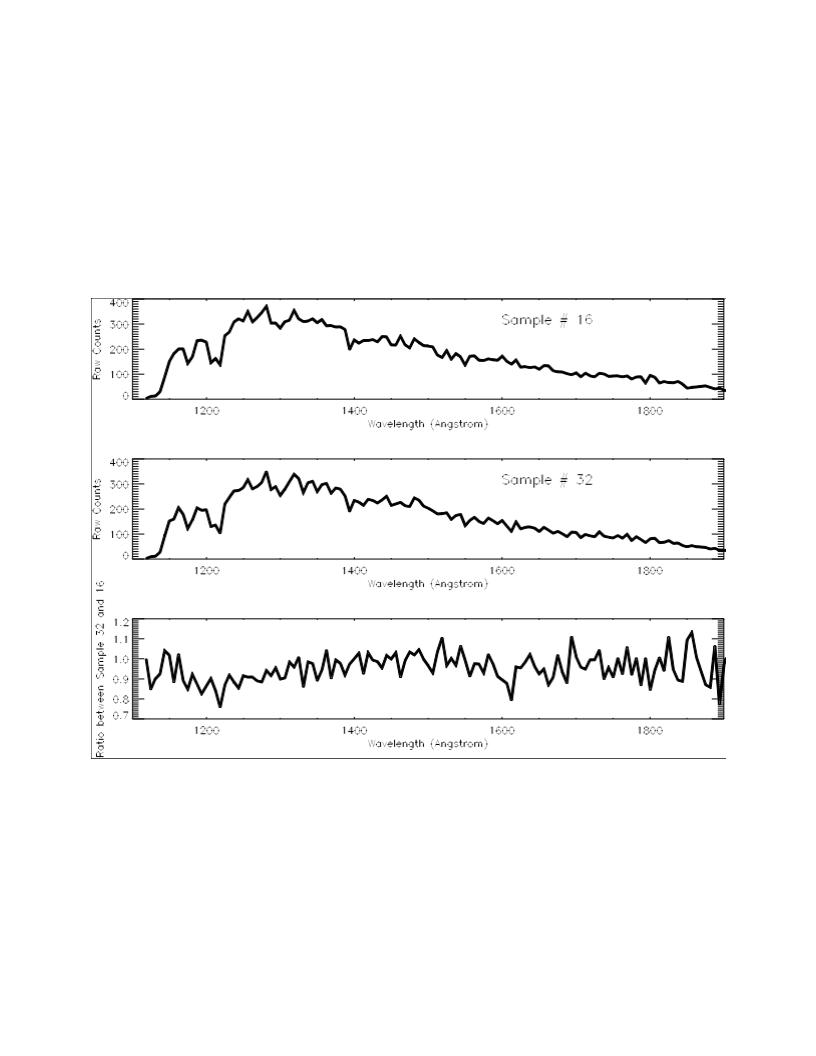 400
300
200
100
0
Raw Counts
Sample # 16
1200 1400 1600 1800
Wavelength (Angstrom)
400
300
200
100
0
Raw Counts
Sample # 32
1200 1400 1600 1800
Wavelength (Angstrom)
Ratio between Sample 32 and 16
1.2
1.1
1.0
0.9
0.8
0.7
1200 1400 1600 1800
Wavelength (Angstrom)